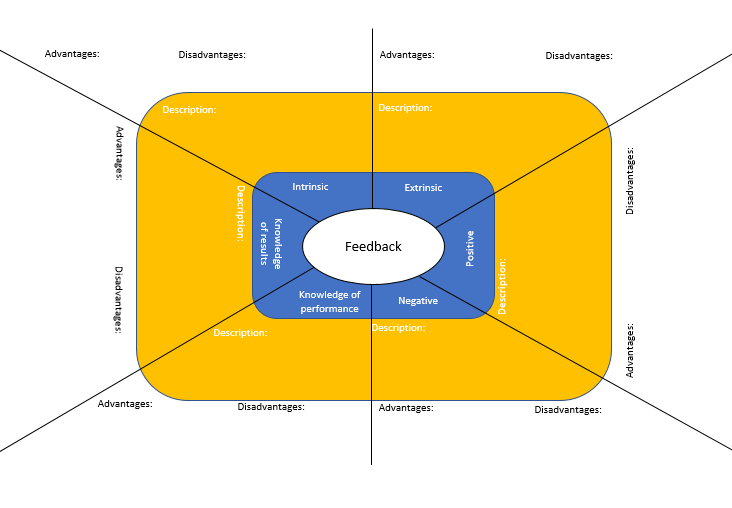 Advantages:
Disadvantages:
Advantages:
Disadvantages:
Description:
Description:
Advantages:
Disadvantages:
Description:
Intrinsic
Extrinsic
Knowledge
of results
Feedback
Positive
Description:
Disadvantages:
Knowledge of
performance
Negative
Description:
Description:
Advantages:
Advantages:
Disadvantages:
Advantages:
Disadvantages: